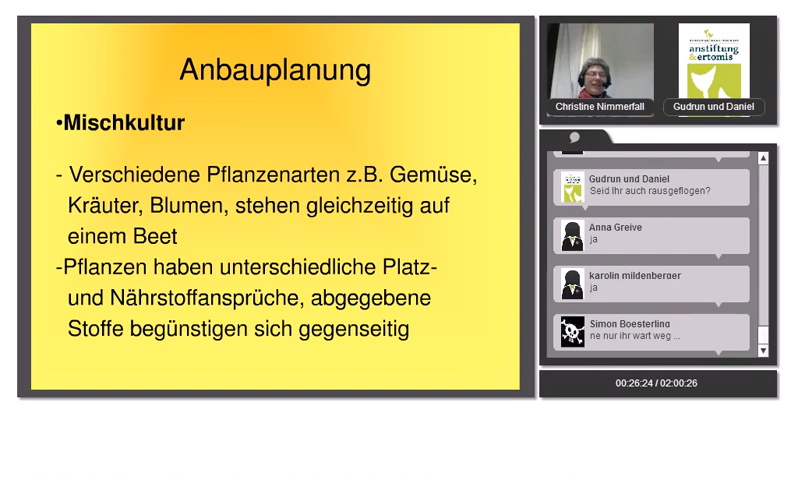 Anbauplanung
•Mischkultur
- Verschiedene Pflanzenarten z.B. Gemüse,
Kräuter, Blumen, stehen gleichzeitig auf
einem Beet
-Pflanzen haben unterschiedliche Platz-
und Nährstoffansprüche, abgegebene
Stoffe begünstigen sich gegenseitig
anstiftung
& ertomis
Christine Nimmerfall
Gudrun und Daniel
Gudrun und Daniel
Seid Ihr auch rausgeflogen?
Anna Greive
ja
karolin mildenberger
ja
Simon Boesterling
ne nur ihr wart weg ...
00:26:24 / 02:00:26